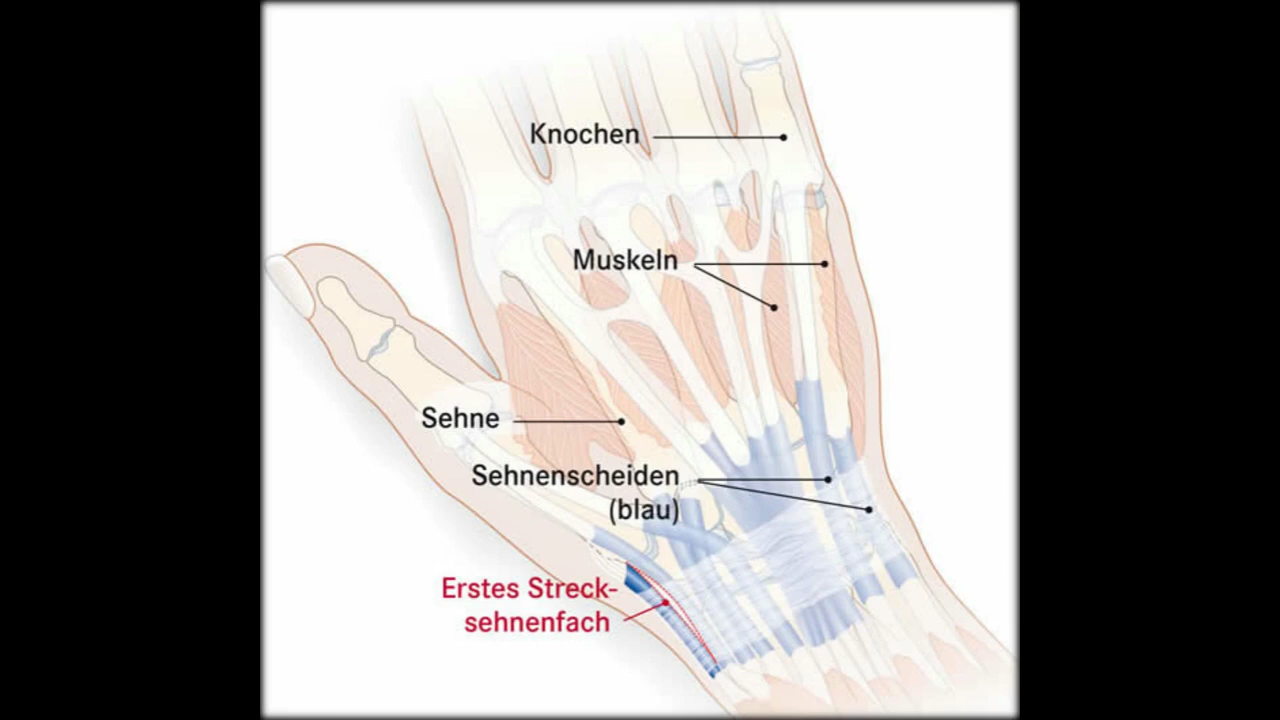 Knochen
Muskeln
Sehne
Sehnenscheiden
(blau)
Erstes Streck-
sehnenfach